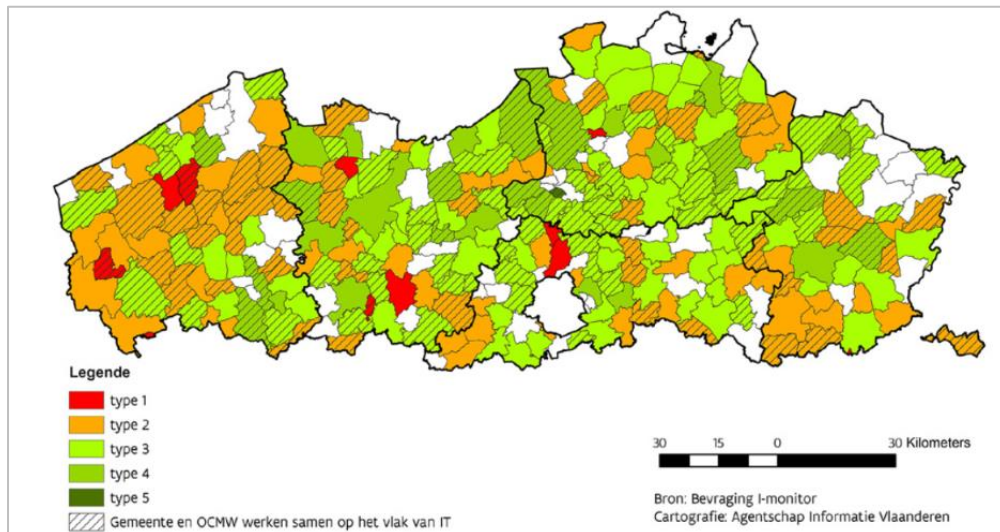 Legende
type 1
type 2
type 3
type 4
type 5
Gemeente en OCMW werken samen op het vlak van IT
30 15 0 30 Kilometers
Bron: Bevraging I-monitor
Cartografie: Agentschap Informatie Vlaanderen